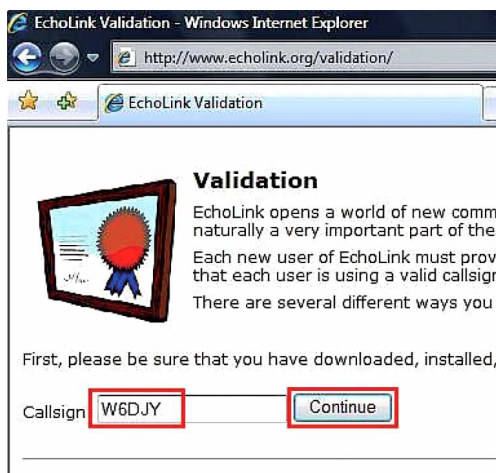 EchoLink Validation - Windows Internet Explorer
http://www.echolink.org/validation/
EchoLink Validation
Validation
EchoLink opens a world of new comm
naturally a very important part of the
Each new user of EchoLink must prov
that each user is using a valid callsign
There are several different ways you
First, please be sure that you have downloaded, installed,
Callsign W6DJY Continue